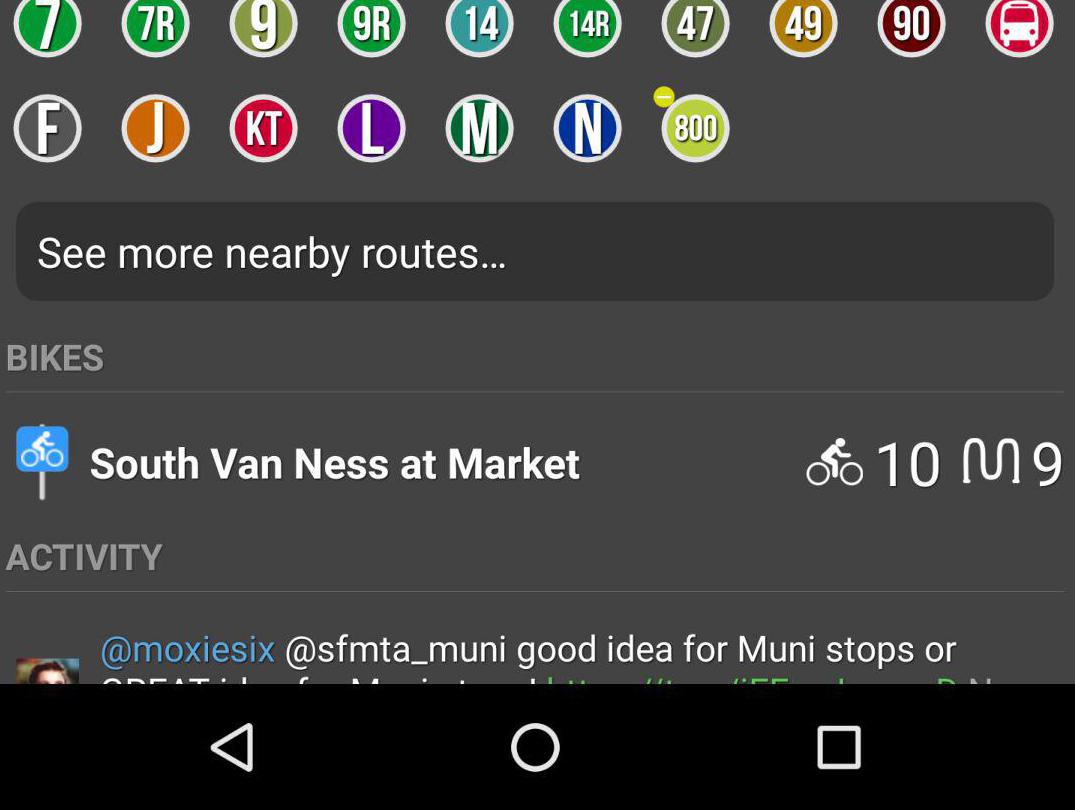 7 7R 9 9R 14 14R 47 49 90
F J KT L M N 800
See more nearby routes...
BIKES
South Van Ness at Market 10 9
ACTIVITY
@moxiesix @sfmta_muni good idea for Muni stops or